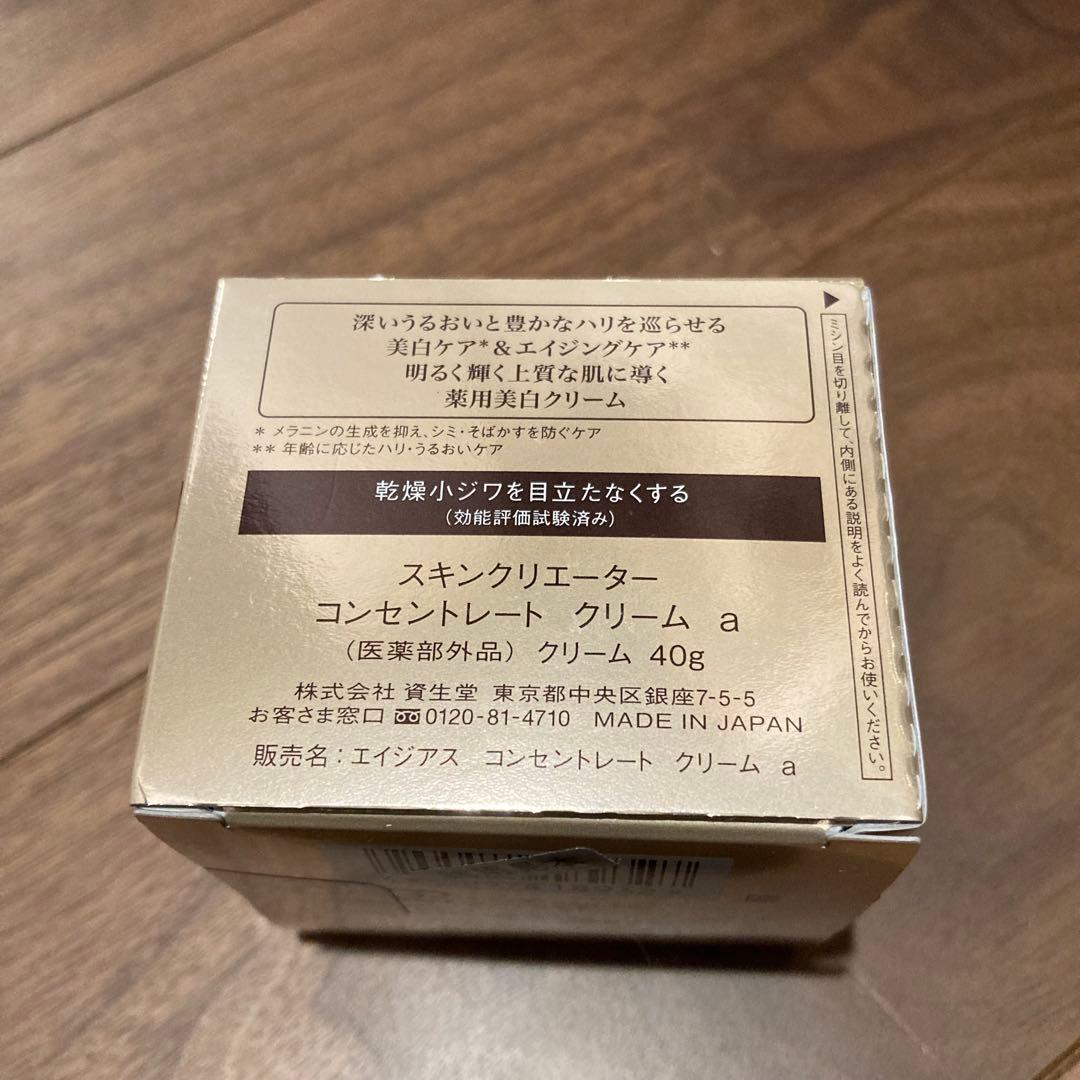 深いうるおいと豊かなハリを巡らせる
美白ケア*&エイジングケア**
明るく輝く上質な肌に導く
薬用美白クリーム
* メラニンの生成を抑え、シミ・そばかすを防ぐケア
** 年齢に応じたハリ・うるおいケア
乾燥小ジワを目立たなくする
(効能評価試験済み)
スキンクリエーター
コンセントレート クリーム a
(医薬部外品) クリーム 40g
株式会社 資生堂 東京都中央区銀座7-5-5
お客さま窓口 0120-81-4710 MADE IN JAPAN
販売名:エイジアス コンセントレート クリーム a
▶ミシン目を切り離して、内側にある説明をよく読んでからお使いください。